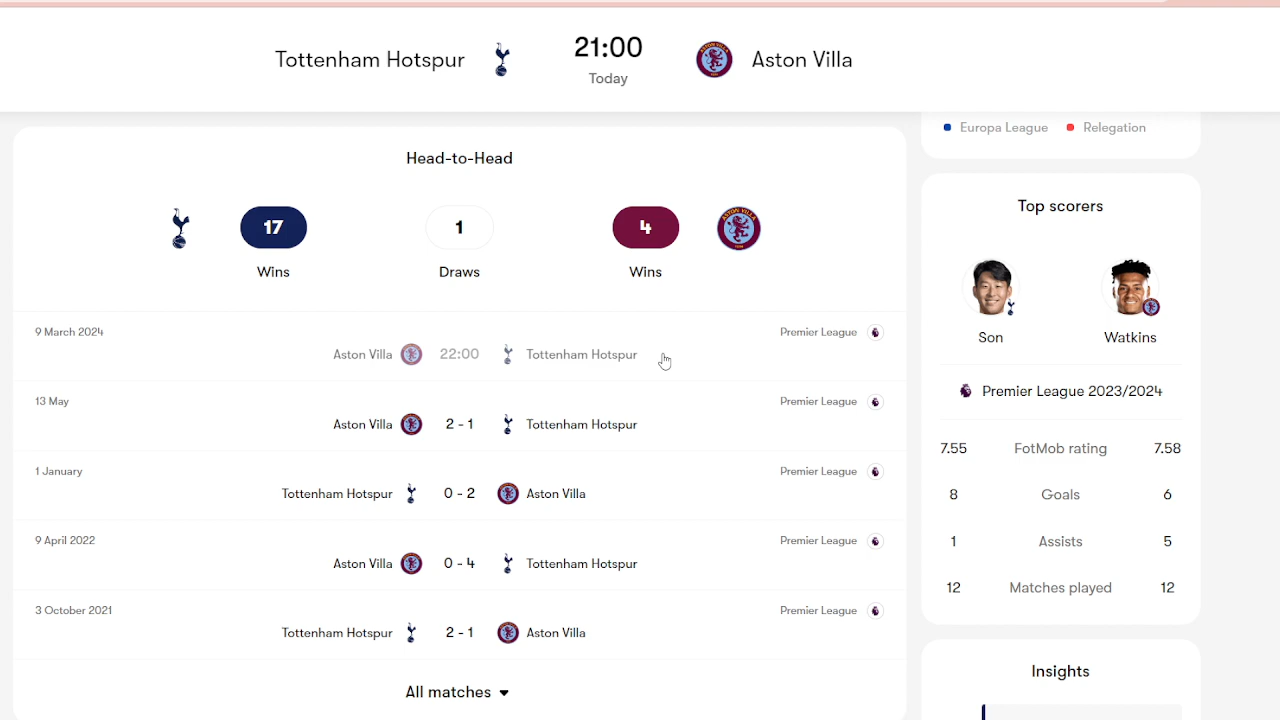 Tottenham Hotspur 21:00 Aston Villa
Today
Europa League Relegation
Head-to-Head
17 1 4
Wins Draws Wins
9 March 2024 Premier League
Aston Villa 22:00 Tottenham Hotspur
13 May Premier League
Aston Villa 2 - 1 Tottenham Hotspur
1 January Premier League
Tottenham Hotspur 0 - 2 Aston Villa
9 April 2022 Premier League
Aston Villa 0 - 4 Tottenham Hotspur
3 October 2021 Premier League
Tottenham Hotspur 2 - 1 Aston Villa
All matches
Top scorers
Son Watkins
Premier League 2023/2024
7.55 FotMob rating 7.58
8 Goals 6
1 Assists 5
12 Matches played 12
Insights